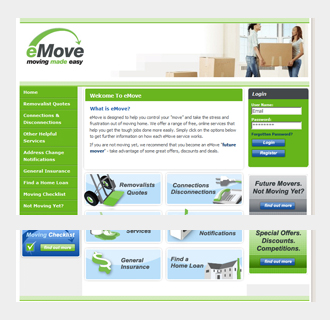 eMove
moving made easy
Home
Removalist Quotes
Connections &
Disconnections
Other Helpful
Services
Address Change
Notifications
General Insurance
Find a Home Loan
Moving Checklist
Not Moving Yet?
Welcome To eMove
What is eMove?
eMove is designed to help you control your "move" and take the stress and
frustration out of moving home. We offer a range of free, online services that
help you get the tough jobs done more easily. Simply click on the options below
to get further information on how each eMove service works.
If you are not moving yet, we recommend that you become an eMove "future
mover" - take advantage of some great offers, discounts and deals.
Login
User Name:
Email
Password:
********
Forgotten Password?
Login
Register
Removalists
Quotes
Connections
Disconnections
Future Movers.
Not Moving Yet?
find out more
Moving Checklist
find out more
Services
Notifications
General
Insurance
Find a
Home Loan
Special Offers.
Discounts.
Competitions.
find out more